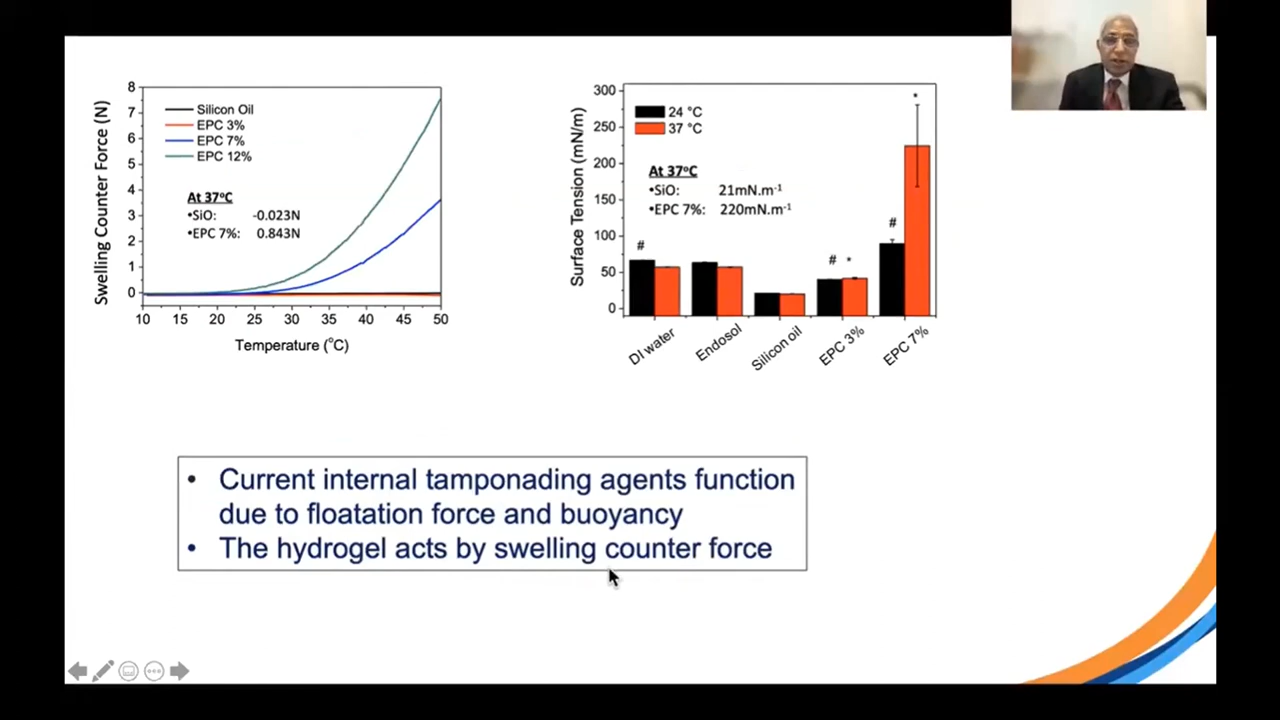 8
7
6
5
4
3
2
1
0
Swelling Counter Force (N)
Silicon Oil
EPC 3%
EPC 7%
EPC 12%
At 37°C
•SiO: -0.023N
•EPC 7%: 0.843N
10 15 20 25 30 35 40 45 50
Temperature (°C)
300
250
200
150
100
50
0
Surface Tension (mN/m)
24 °C
37 °C
At 37°C
•SiO: 21mN.m-1
•EPC 7%: 220mN.m-1
#
# *
#
*
DI water
Endosol
Silicon oil
EPC 3%
EPC 7%
• Current internal tamponading agents function
due to floatation force and buoyancy
• The hydrogel acts by swelling counter force